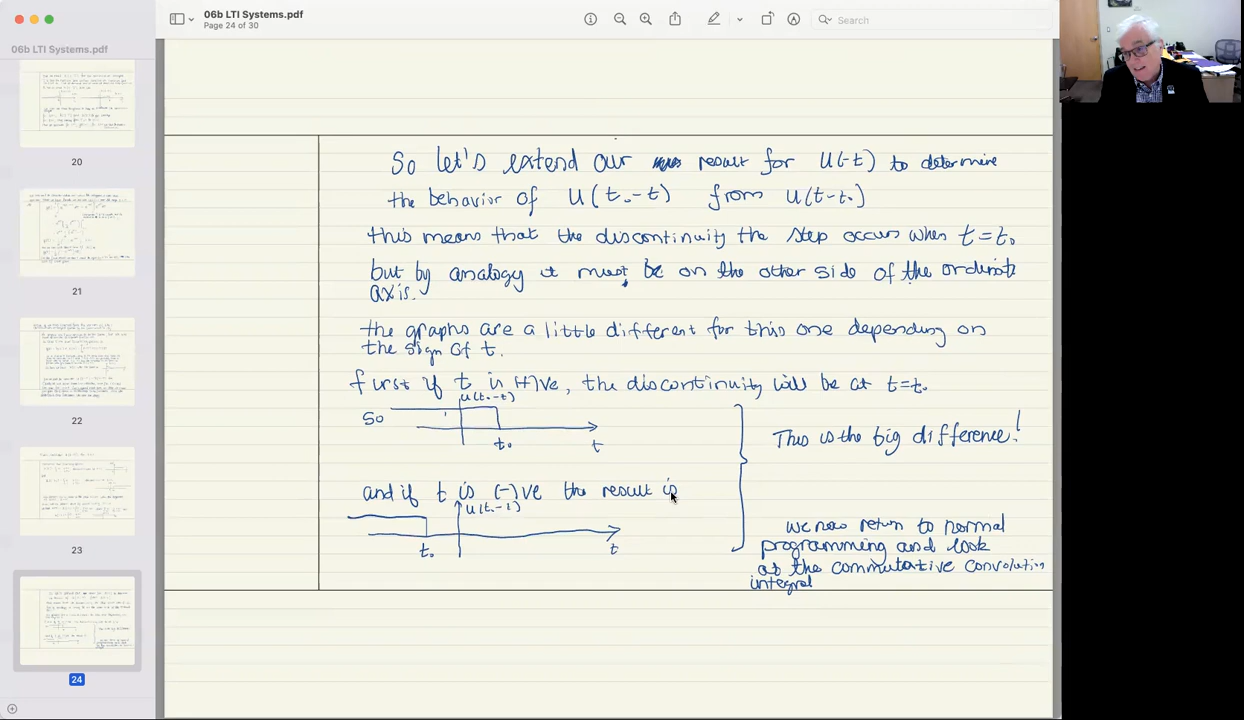 06b LTI Systems.pdf
Page 24 of 30
Search
06b LTI Systems.pdf
20
21
22
23
24
So let's extend our result for u(-t) to determine
the behavior of u(t₀-t) from u(t-t₀)
this means that the discontinuity the step occurs when t=t₀
but by analogy it must be on the other side of the ordinate
axis.
the graphs are a little different for this one depending on
the sign of t.
first if t is (+)ve, the discontinuity will be at t=t₀
u(t₀-t)
So
t₀
t
This is the big difference!
and if t is (-)ve the result is
u(t₀-t)
t₀
t
we now return to normal
programming and look
at the commutative convolution
integral